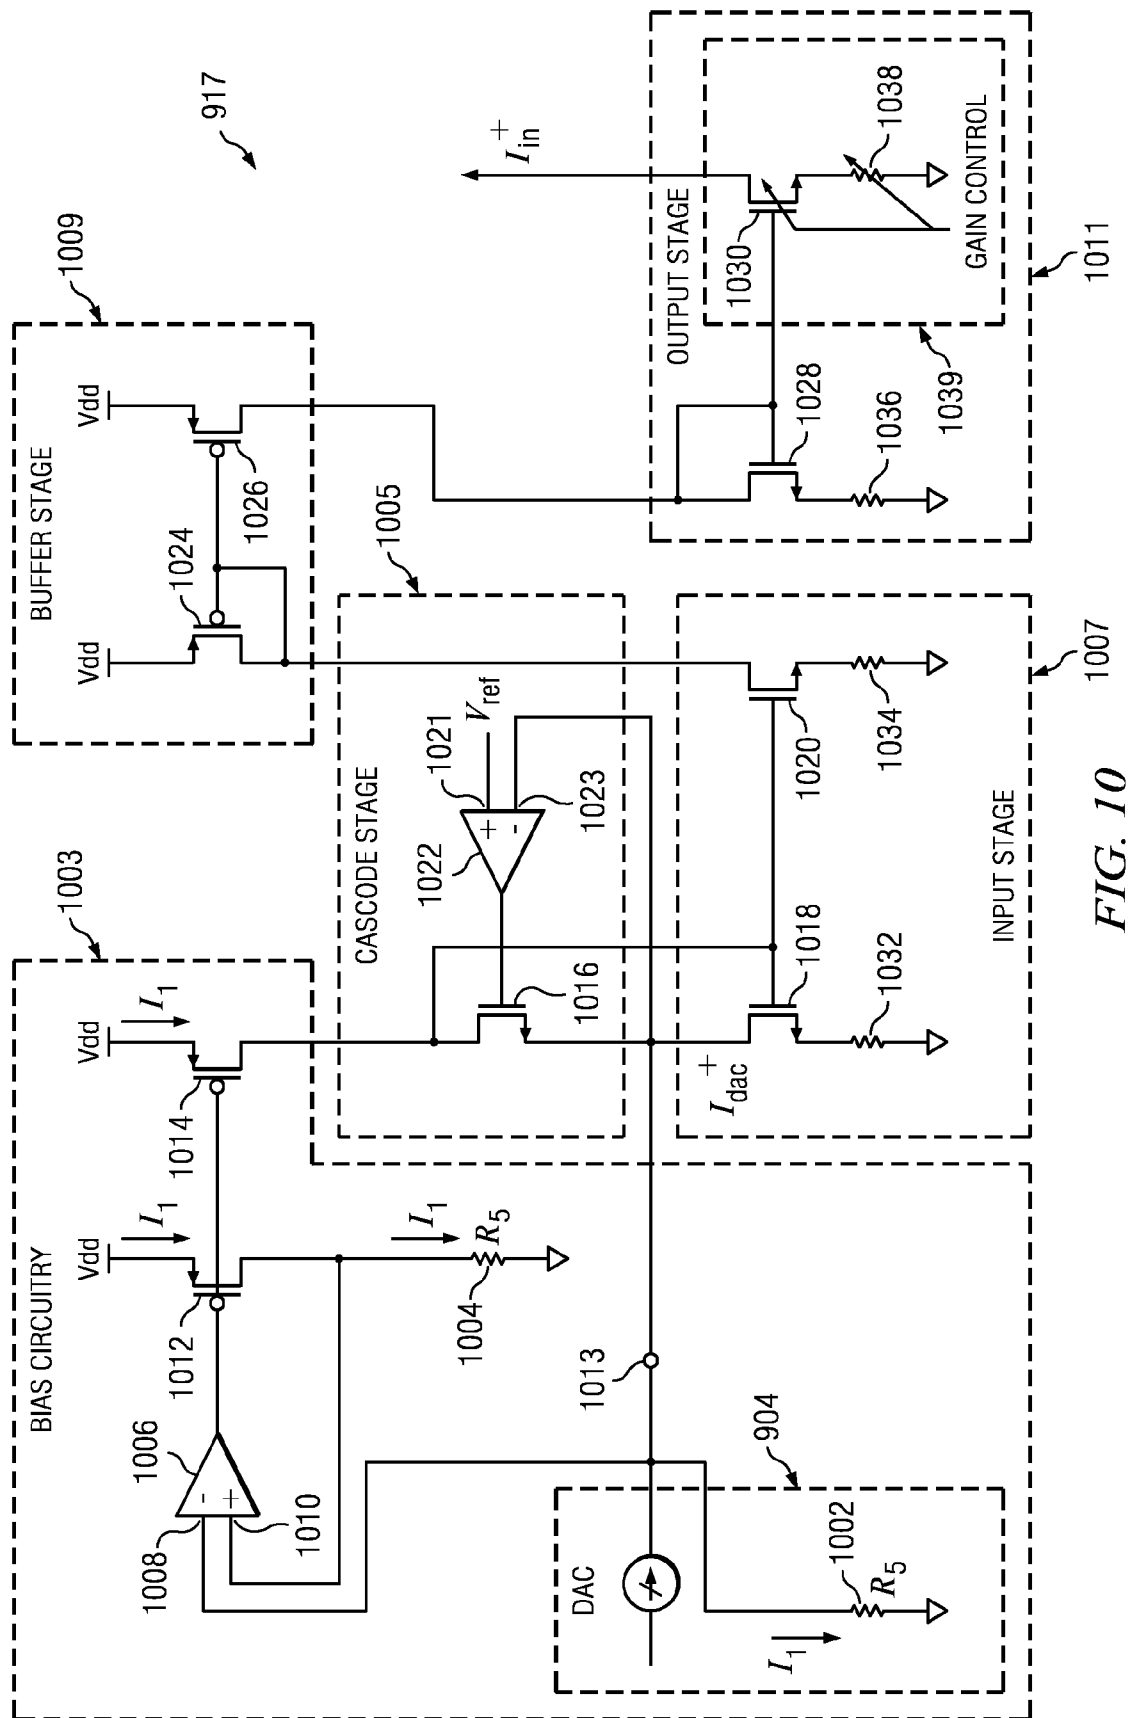 917
BIAS CIRCUITRY
1003
BUFFER STAGE
1009
Vdd
Vdd
Vdd
Vdd
I1
I1
1006
1008
1010
-
+
1012
1014
1024
1026
I1
R5
1004
CASCODE STAGE
1005
1022
1021
Vref
+
-
1023
1016
1013
904
DAC
I1
1002
R5
Idac+
1018
1020
1032
1034
INPUT STAGE
1007
OUTPUT STAGE
Iin+
1028
1030
1036
1038
GAIN CONTROL
1039
1011
FIG. 10